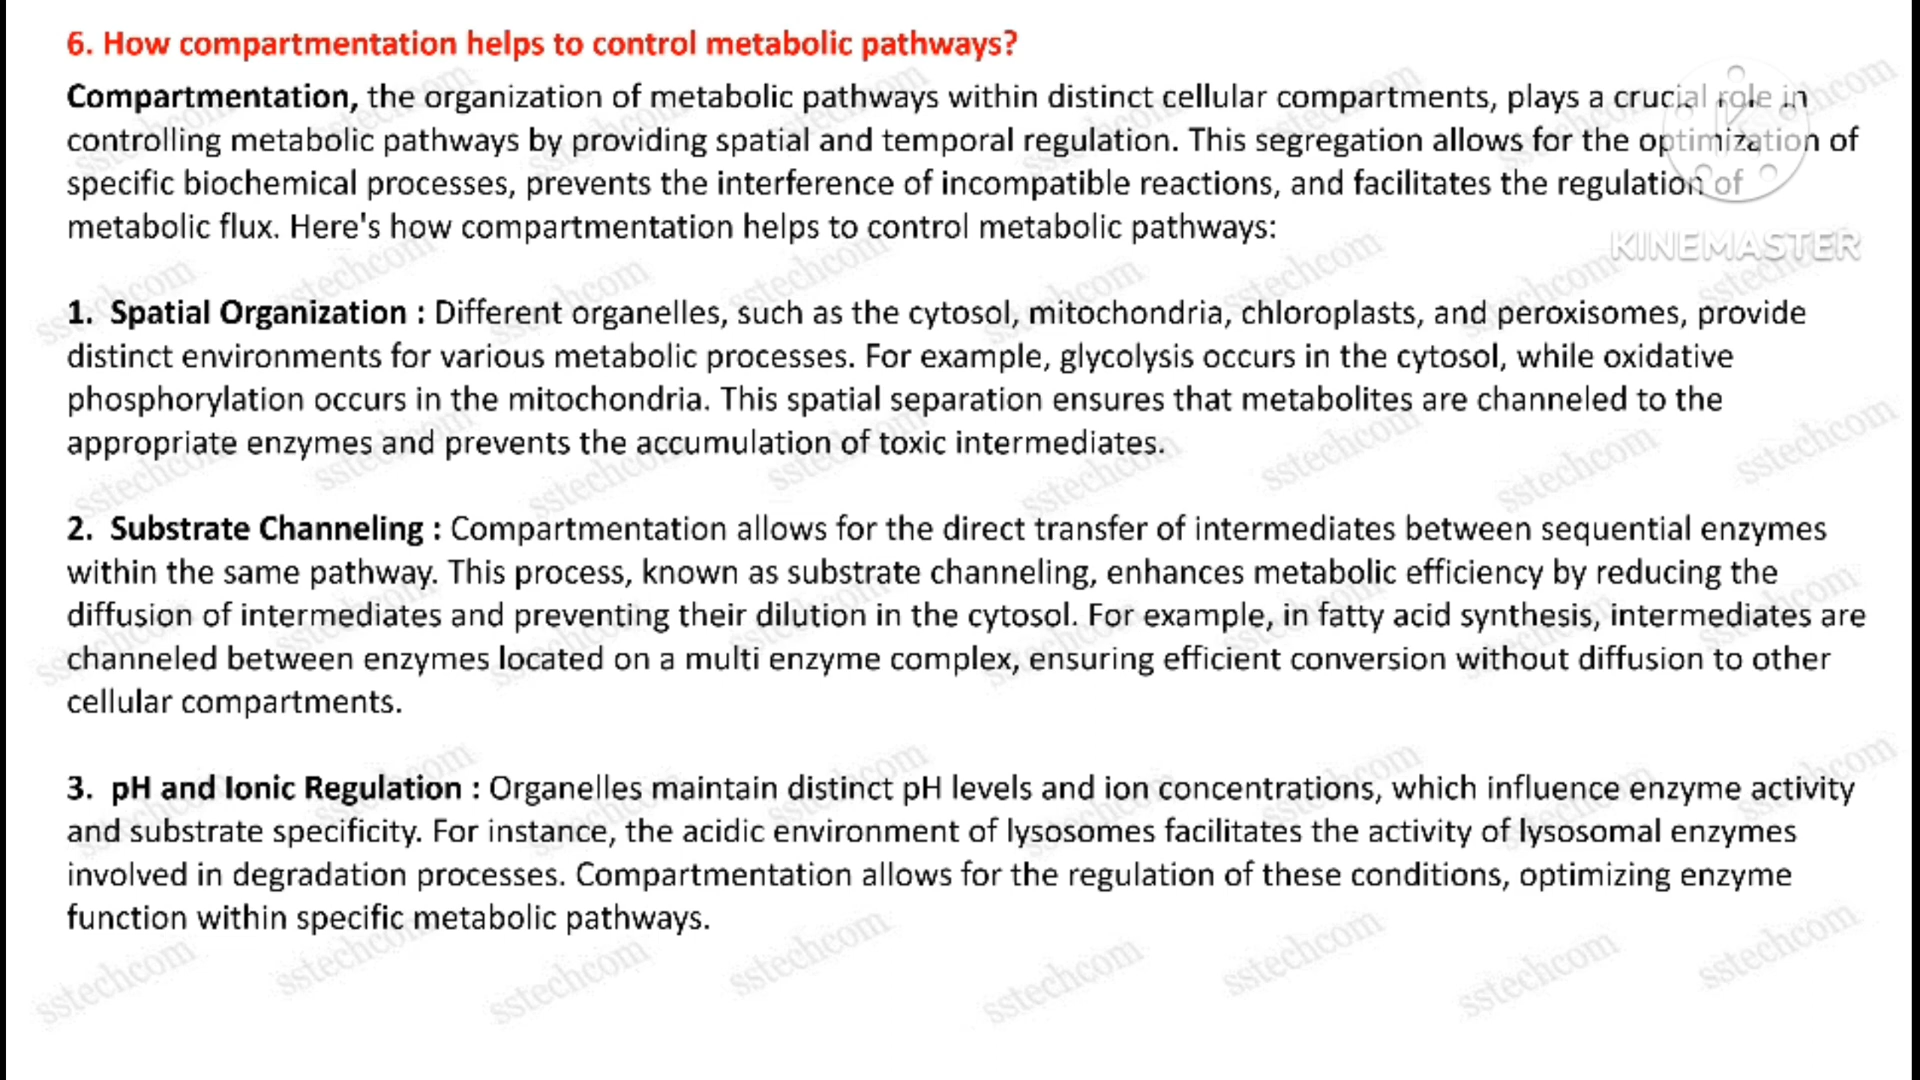 6. How compartmentation helps to control metabolic pathways?
Compartmentation, the organization of metabolic pathways within distinct cellular compartments, plays a crucial role in
controlling metabolic pathways by providing spatial and temporal regulation. This segregation allows for the optimization of
specific biochemical processes, prevents the interference of incompatible reactions, and facilitates the regulation of
metabolic flux. Here's how compartmentation helps to control metabolic pathways:
KINEMASTER
1. Spatial Organization : Different organelles, such as the cytosol, mitochondria, chloroplasts, and peroxisomes, provide
distinct environments for various metabolic processes. For example, glycolysis occurs in the cytosol, while oxidative
phosphorylation occurs in the mitochondria. This spatial separation ensures that metabolites are channeled to the
appropriate enzymes and prevents the accumulation of toxic intermediates.
2. Substrate Channeling : Compartmentation allows for the direct transfer of intermediates between sequential enzymes
within the same pathway. This process, known as substrate channeling, enhances metabolic efficiency by reducing the
diffusion of intermediates and preventing their dilution in the cytosol. For example, in fatty acid synthesis, intermediates are
channeled between enzymes located on a multi enzyme complex, ensuring efficient conversion without diffusion to other
cellular compartments.
3. pH and Ionic Regulation : Organelles maintain distinct pH levels and ion concentrations, which influence enzyme activity
and substrate specificity. For instance, the acidic environment of lysosomes facilitates the activity of lysosomal enzymes
involved in degradation processes. Compartmentation allows for the regulation of these conditions, optimizing enzyme
function within specific metabolic pathways.
sstechcom